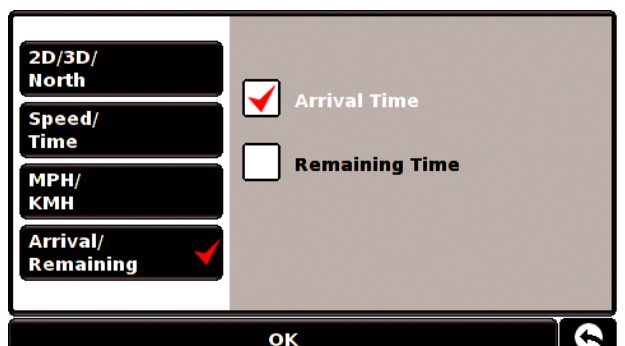 2D/3D/
North
Speed/
Time
MPH/
KMH
Arrival/
Remaining
Arrival Time
Remaining Time
OK